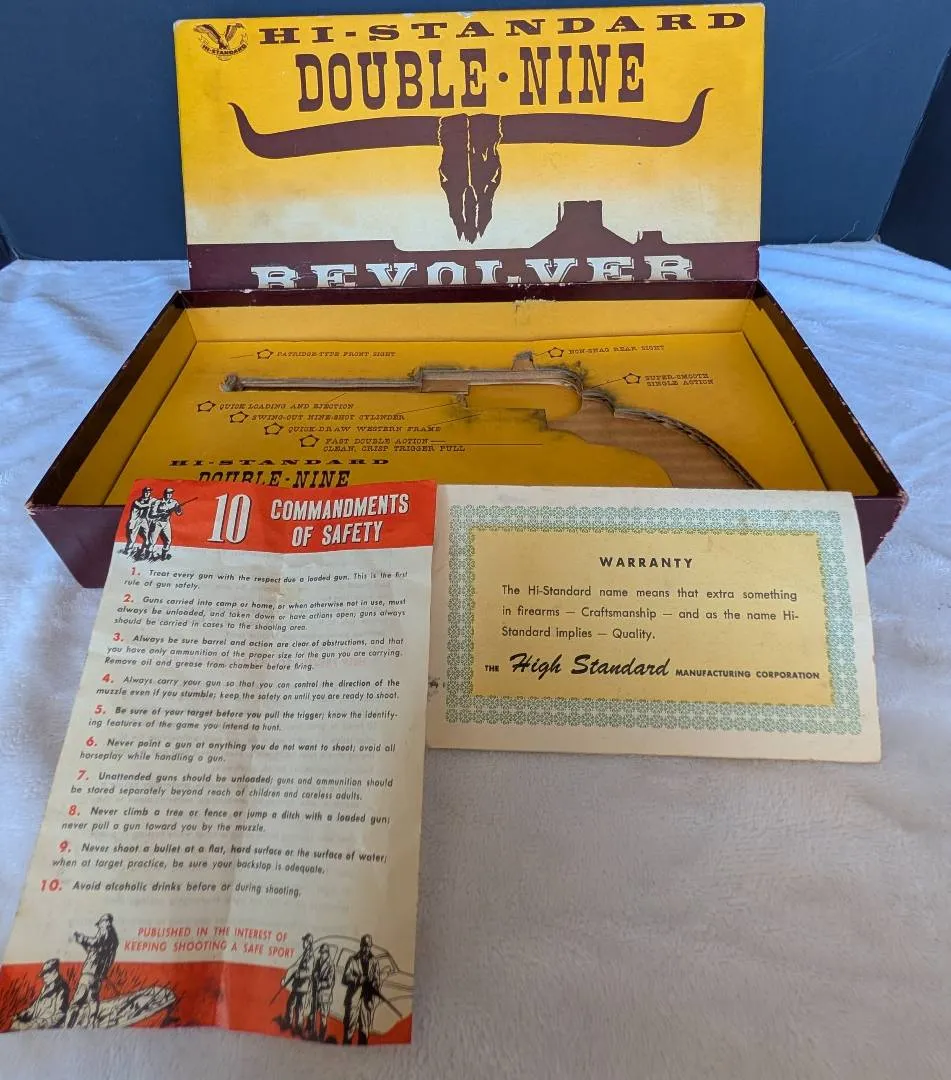 HI-STANDARD
HI-STANDARD
DOUBLE·NINE
REVOLVER
PATRIDGE-TYPE FRONT SIGHT
NON-SNAG REAR SIGHT
SUPER-SMOOTH
SINGLE ACTION
QUICK LOADING AND EJECTION
SWING-OUT NINE-SHOT CYLINDER
QUICK-DRAW WESTERN FRAME
FAST DOUBLE ACTION—
CLEAN, CRISP TRIGGER PULL
HI-STANDARD
DOUBLE·NINE
10 COMMANDMENTS
OF SAFETY
1. Treat every gun with the respect due a loaded gun. This is the first
rule of gun safety.
2. Guns carried into camp or home, or when otherwise not in use, must
always be unloaded, and taken down or have actions open; guns always
should be carried in cases to the shooting area.
3. Always be sure barrel and action are clear of obstructions, and that
you have only ammunition of the proper size for the gun you are carrying.
Remove oil and grease from chamber before firing.
4. Always carry your gun so that you can control the direction of the
muzzle even if you stumble; keep the safety on until you are ready to shoot.
5. Be sure of your target before you pull the trigger; know the identify-
ing features of the game you intend to hunt.
6. Never point a gun at anything you do not want to shoot; avoid all
horseplay while handling a gun.
7. Unattended guns should be unloaded; guns and ammunition should
be stored separately beyond reach of children and careless adults.
8. Never climb a tree or fence or jump a ditch with a loaded gun;
never pull a gun toward you by the muzzle.
9. Never shoot a bullet at a flat, hard surface or the surface of water;
when at target practice, be sure your backstop is adequate.
10. Avoid alcoholic drinks before or during shooting.
PUBLISHED IN THE INTEREST OF
KEEPING SHOOTING A SAFE SPORT
WARRANTY
The Hi-Standard name means that extra something
in firearms — Craftsmanship — and as the name Hi-
Standard implies — Quality.
THE High Standard MANUFACTURING CORPORATION